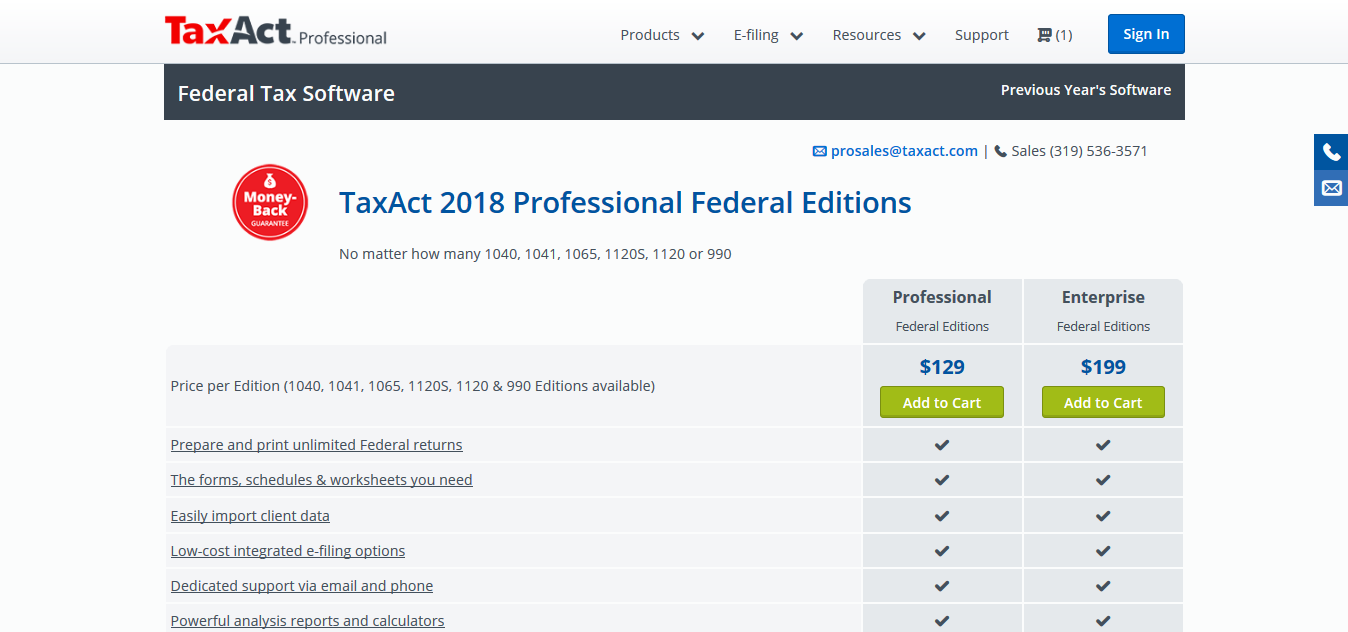 TaxAct Professional
Products E-filing Resources Support (1) Sign In
Federal Tax Software Previous Year's Software
prosales@taxact.com | Sales (319) 536-3571
$
Money-
Back
GUARANTEE
TaxAct 2018 Professional Federal Editions
No matter how many 1040, 1041, 1065, 1120S, 1120 or 990
Professional Enterprise
Federal Editions Federal Editions
$129 $199
Price per Edition (1040, 1041, 1065, 1120S, 1120 & 990 Editions available)
Add to Cart Add to Cart
Prepare and print unlimited Federal returns
The forms, schedules & worksheets you need
Easily import client data
Low-cost integrated e-filing options
Dedicated support via email and phone
Powerful analysis reports and calculators